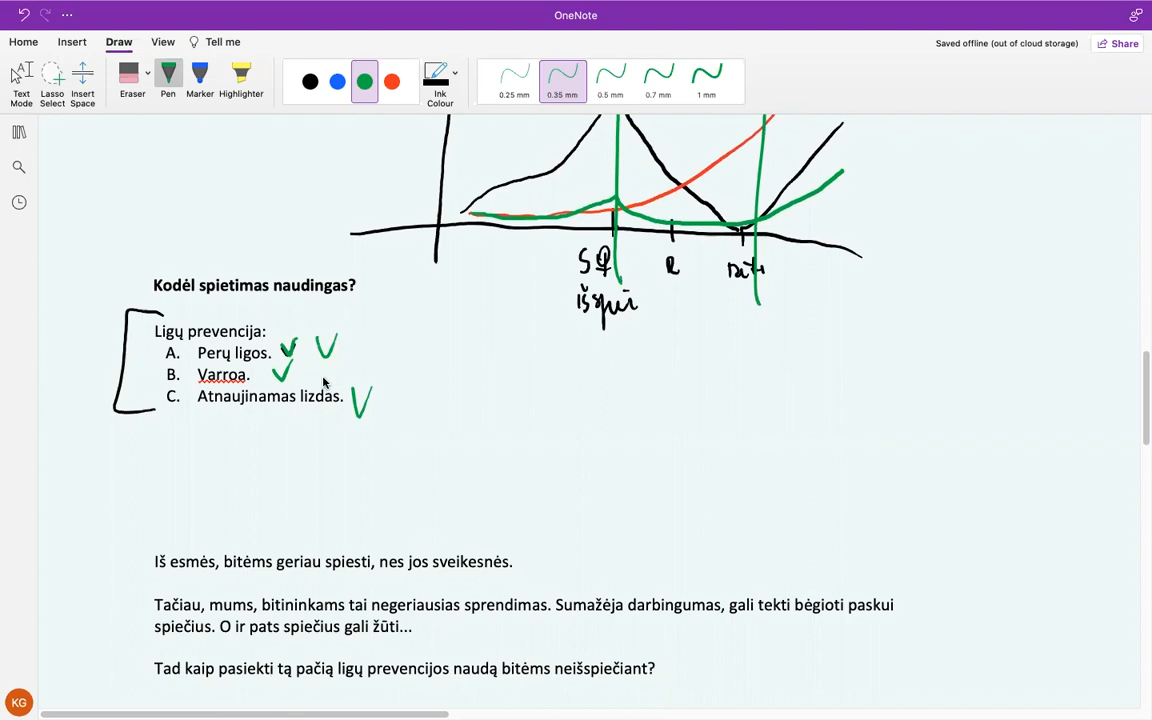 OneNote
Home Insert Draw View Tell me
Saved offline (out of cloud storage) Share
Text Mode
Lasso Select
Insert Space
Eraser
Pen
Marker
Highlighter
Ink Colour
0.25 mm
0.35 mm
0.5 mm
0.7 mm
1 mm
R
Kodėl spietimas naudingas?
Ligų prevencija:
A. Perų ligos.
B. Varroa.
C. Atnaujinamas lizdas.
Iš esmės, bitėms geriau spiesti, nes jos sveikesnės.
Tačiau, mums, bitininkams tai negeriausias sprendimas. Sumažėja darbingumas, gali tekti bėgioti paskui
spiečius. O ir pats spiečius gali žūti...
Tad kaip pasiekti tą pačią ligų prevencijos naudą bitėms neišspiečiant?
KG